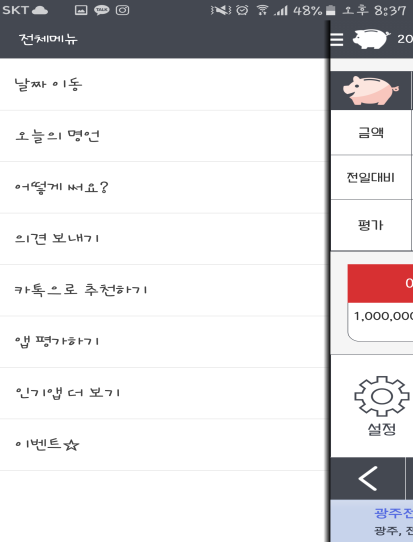 SKT 48% 오후 8:37
전체메뉴
20
날짜 이동
오늘의 명언
금액
전일대비
어떻게 써요?
평가
의견 보내기
카톡으로 추천하기
0
1,000,000
앱 평가하기
인기앱 더 보기
설정
이벤트☆
광주전
광주, 전